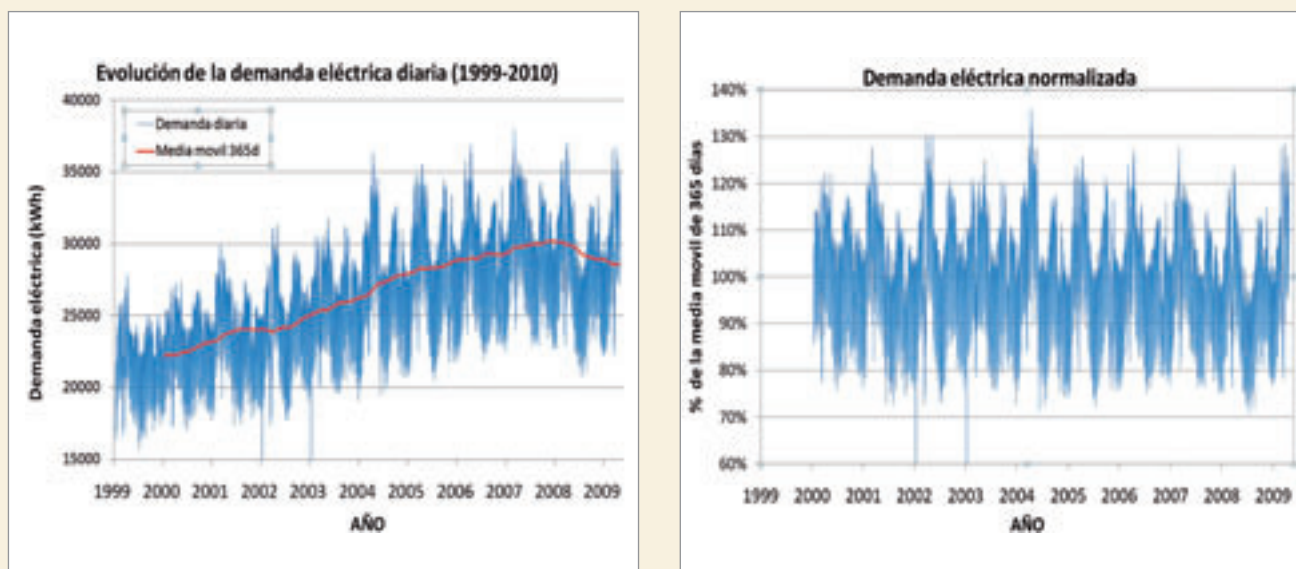 Evolución de la demanda eléctrica diaria (1999-2010)
Demanda eléctrica (kWh)
40000
35000
30000
25000
20000
15000
Demanda diaria
Media movil 365d
1999 2000 2001 2002 2003 2004 2005 2006 2007 2008 2009
AÑO
Demanda eléctrica normalizada
% de la media movil de 365 días
140%
130%
120%
110%
100%
90%
80%
70%
60%
1999 2000 2001 2002 2003 2004 2005 2006 2007 2008 2009
AÑO